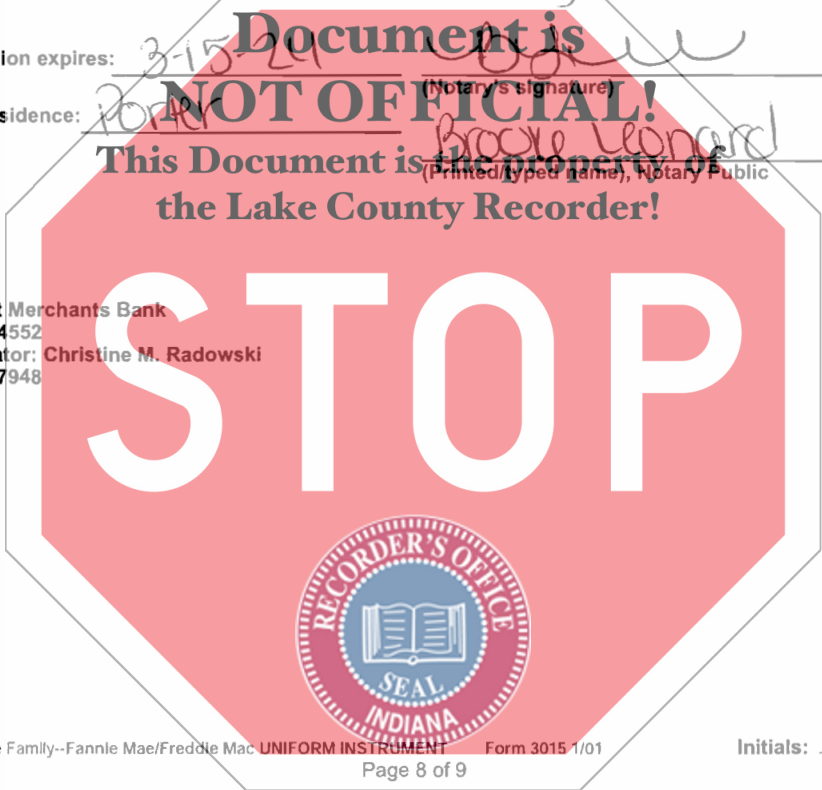 Document is
ion expires: 3-15-24
NOT OFFICIAL!
(Notary's signature)
sidence: Porter
Brooke Leonard
This Document is the property of
(Printed/typed name), Notary Public
the Lake County Recorder!
t Merchants Bank
4552
ator: Christine M. Radowski
7948
STOP
RECORDER'S OFFICE
SEAL
INDIANA
e Family--Fannie Mae/Freddie Mac UNIFORM INSTRUMENT Form 3015 1/01 Initials:
Page 8 of 9